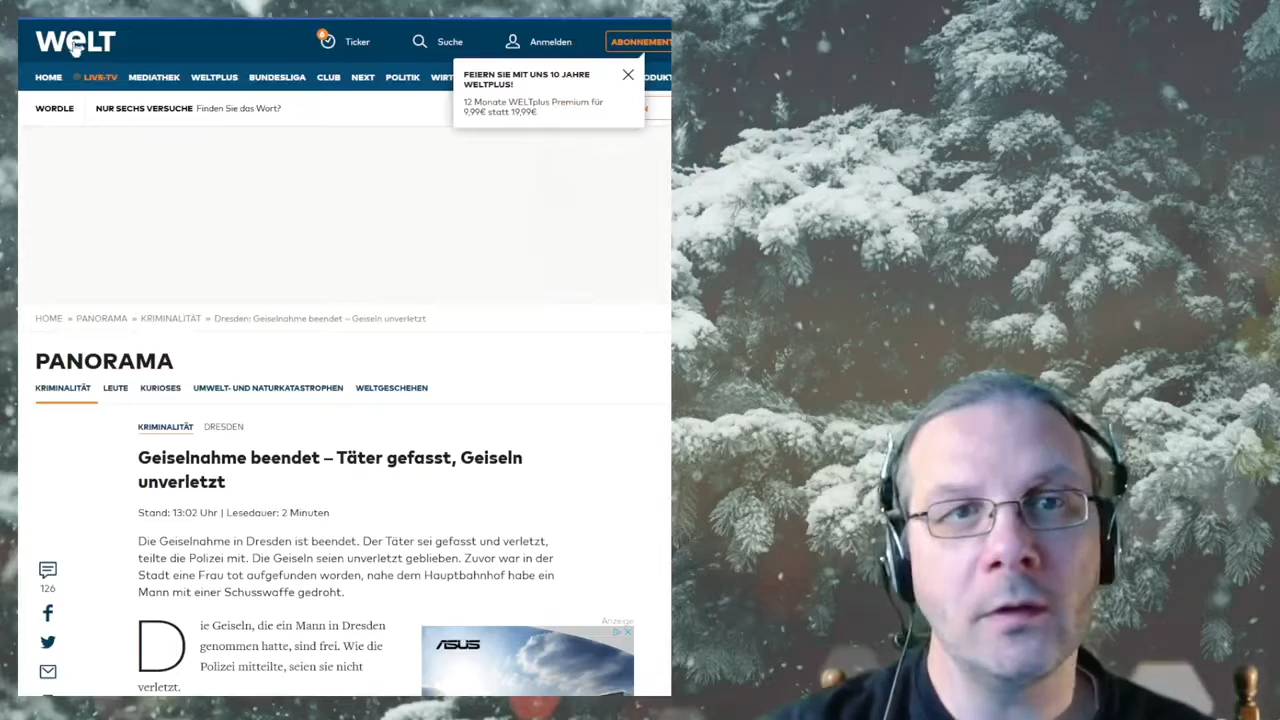 WELT
6
Ticker
Suche
Anmelden
ABONNEMENT
HOME
LIVE-TV
MEDIATHEK
WELTPLUS
BUNDESLIGA
CLUB
NEXT
POLITIK
FEIERN SIE MIT UNS 10 JAHRE
WELTPLUS!
12 Monate WELTplus Premium für
9,99€ statt 19,99€
WORDLE
NUR SECHS VERSUCHE Finden Sie das Wort?
HOME » PANORAMA » KRIMINALITÄT » Dresden: Geiselnahme beendet – Geiseln unverletzt
PANORAMA
KRIMINALITÄT LEUTE KURIOSES UMWELT- UND NATURKATASTROPHEN WELTGESCHEHEN
KRIMINALITÄT DRESDEN
Geiselnahme beendet – Täter gefasst, Geiseln
unverletzt
Stand: 13:02 Uhr | Lesedauer: 2 Minuten
Die Geiselnahme in Dresden ist beendet. Der Täter sei gefasst und verletzt,
teilte die Polizei mit. Die Geiseln seien unverletzt geblieben. Zuvor war in der
Stadt eine Frau tot aufgefunden worden, nahe dem Hauptbahnhof habe ein
Mann mit einer Schusswaffe gedroht.
126
Die Geiseln, die ein Mann in Dresden
genommen hatte, sind frei. Wie die
Polizei mitteilte, seien sie nicht
verletzt.
Anzeige
ASUS